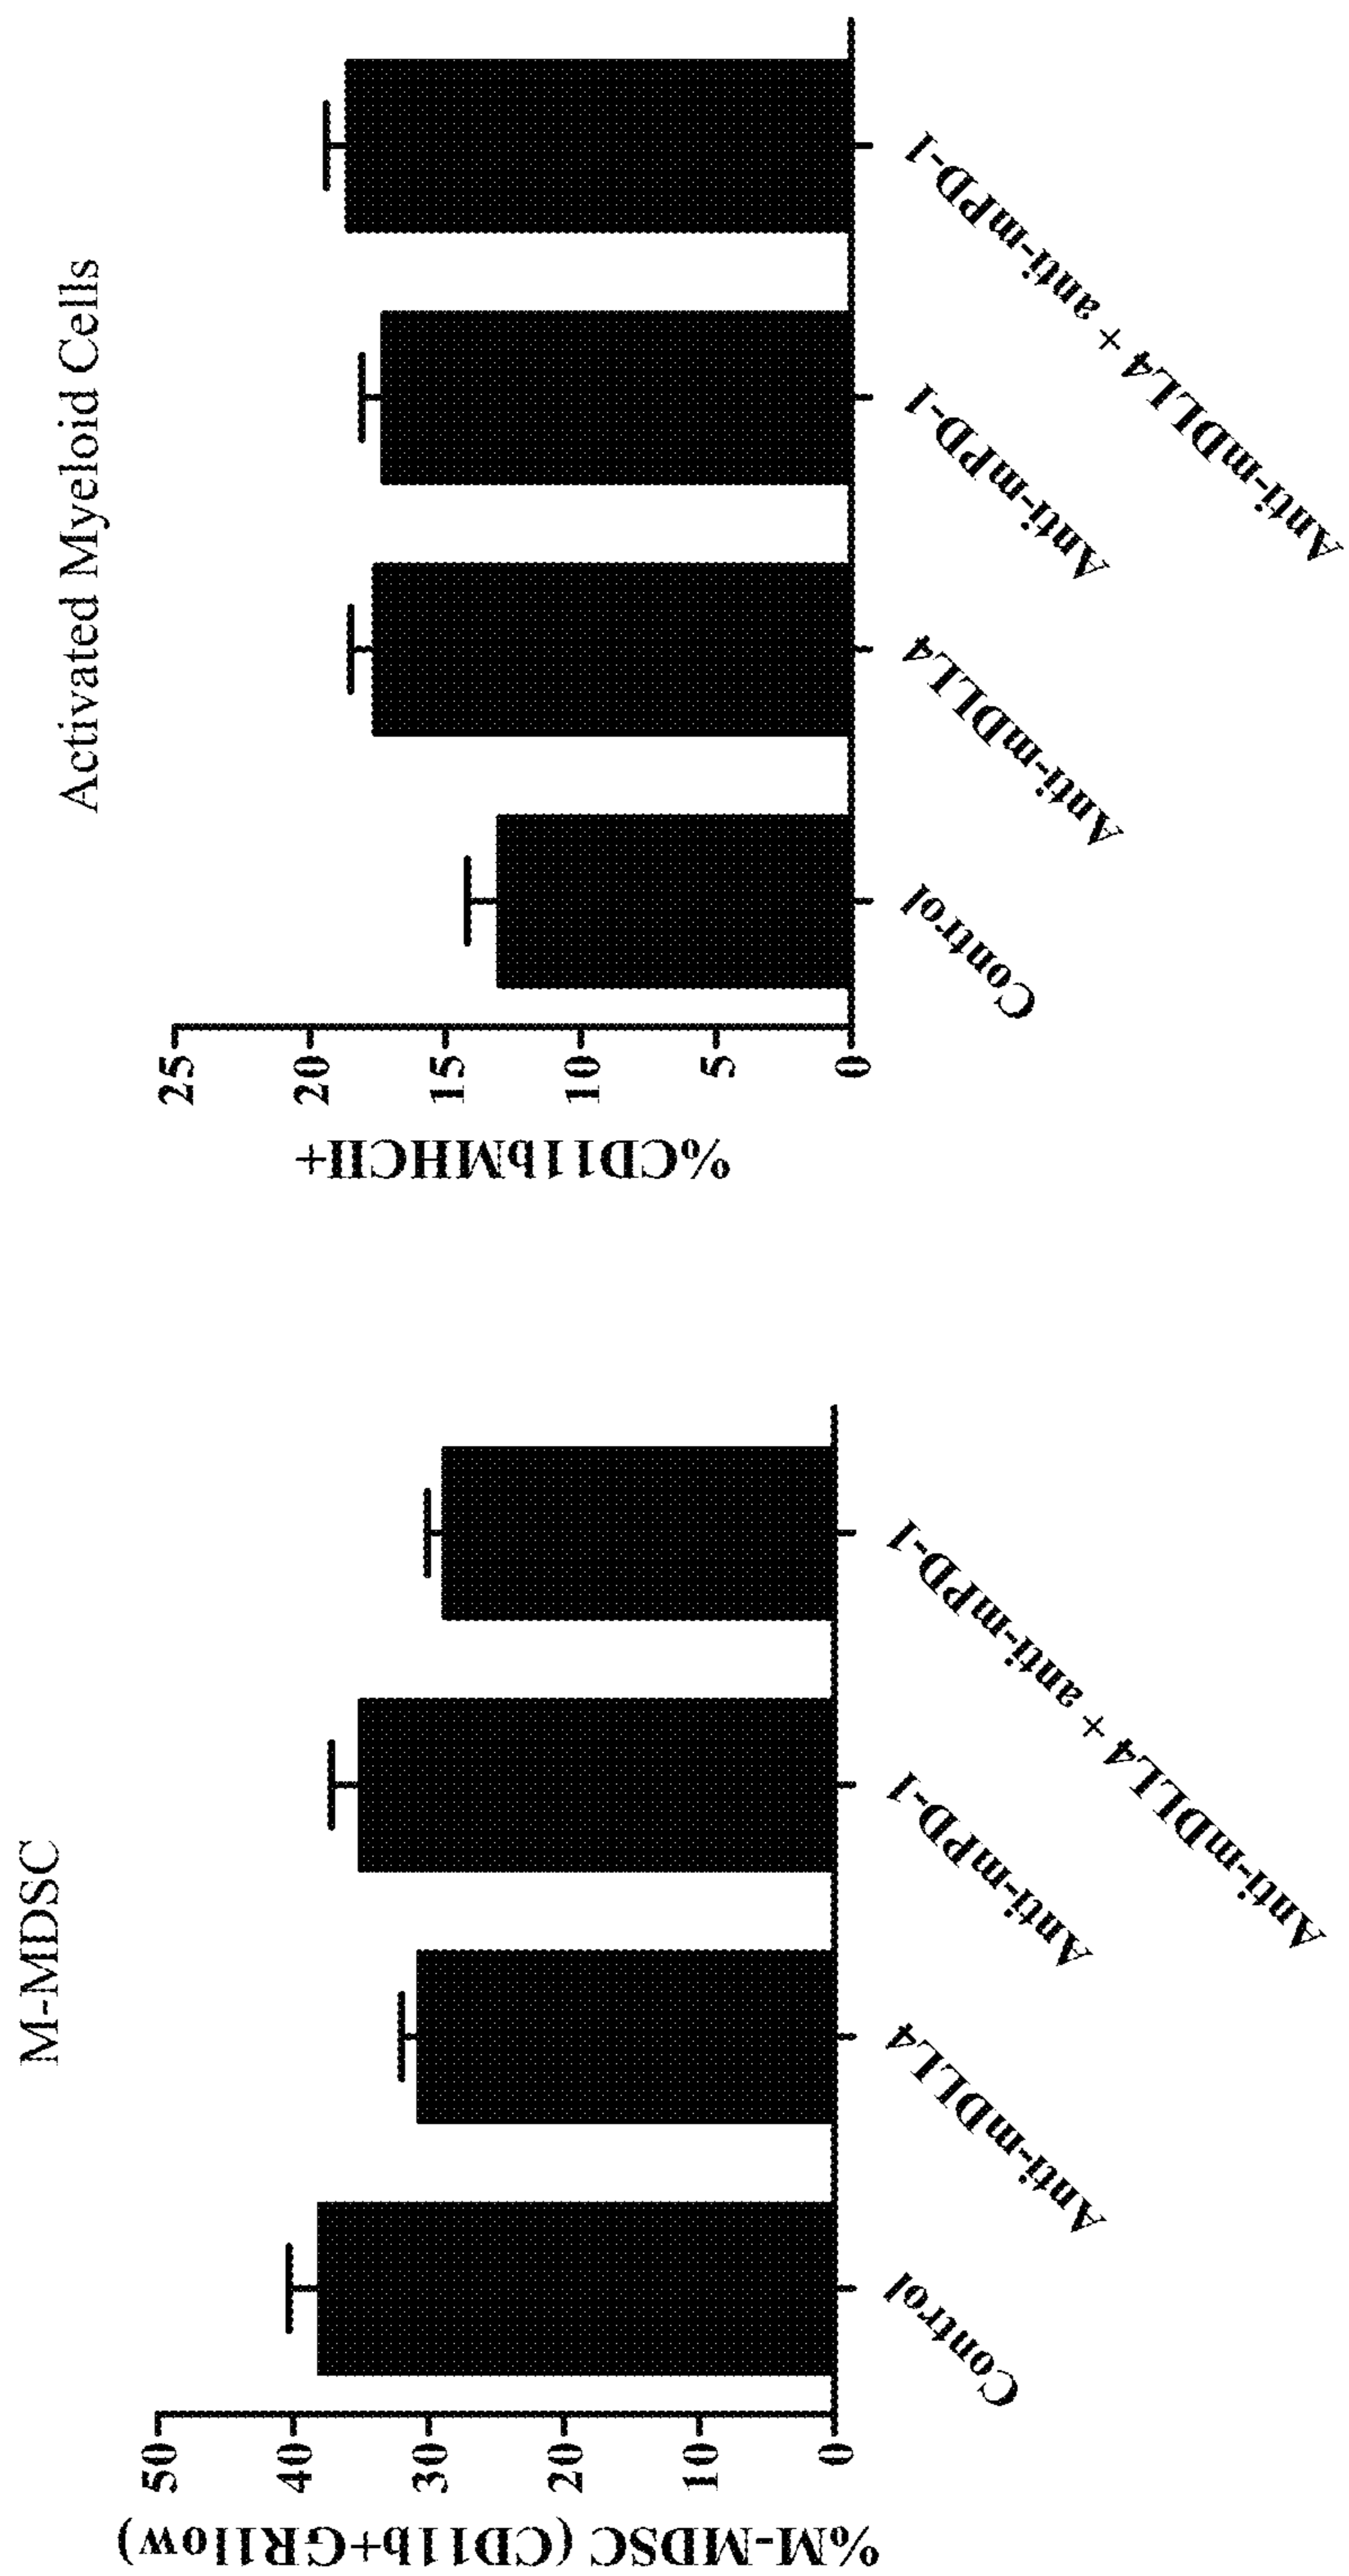 M-MDSC
%M-MDSC (CD11b+GR1low)
50
40
30
20
10
0
Control
Anti-mDLL4
Anti-mPD-1
Anti-mDLL4 + anti-mPD-1
Activated Myeloid Cells
%CD11bMHCII+
25
20
15
10
5
0
Control
Anti-mDLL4
Anti-mPD-1
Anti-mDLL4 + anti-mPD-1